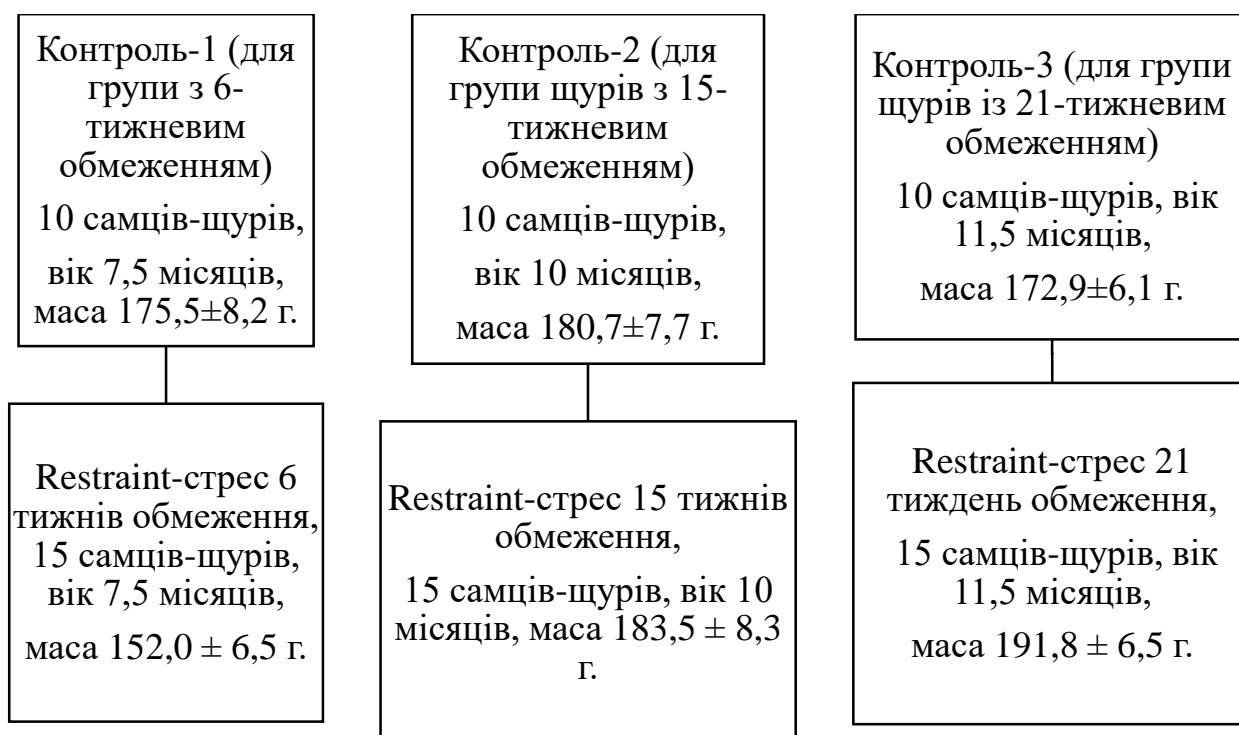 Контроль-1 (для
групи з 6-
тижневим
обмеженням)
10 самців-щурів,
вік 7,5 місяців,
маса 175,5±8,2 г.
Контроль-2 (для
групи щурів з 15-
тижневим
обмеженням)
10 самців-щурів,
вік 10 місяців,
маса 180,7±7,7 г.
Контроль-3 (для групи
щурів із 21-тижневим
обмеженням)
10 самців-щурів, вік
11,5 місяців,
маса 172,9±6,1 г.
Restraint-стрес 6
тижнів обмеження,
15 самців-щурів,
вік 7,5 місяців,
маса 152,0 ± 6,5 г.
Restraint-стрес 15 тижнів
обмеження,
15 самців-щурів, вік 10
місяців, маса 183,5 ± 8,3
г.
Restraint-стрес 21
тиждень обмеження,
15 самців-щурів, вік
11,5 місяців,
маса 191,8 ± 6,5 г.